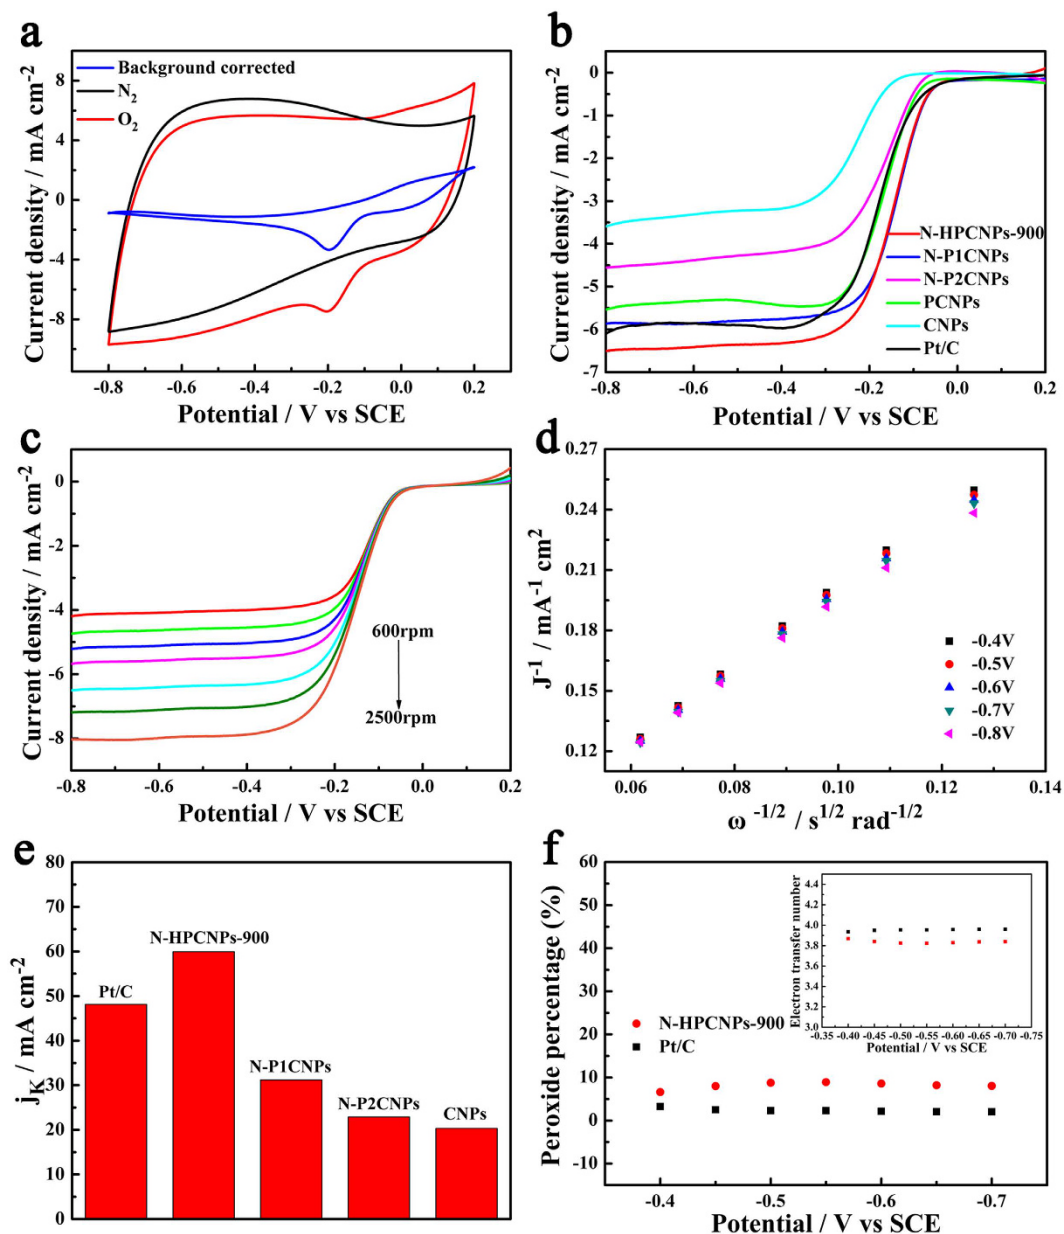 a
Background corrected
N2
O2
8
4
0
-4
-8
Current density / mA cm-2
-0.8 -0.6 -0.4 -0.2 0.0 0.2
Potential / V vs SCE
b
0
-1
-2
-3
-4
-5
-6
-7
Current density / mA cm-2
N-HPCNPs-900
N-P1CNPs
N-P2CNPs
PCNPs
CNPs
Pt/C
-0.8 -0.6 -0.4 -0.2 0.0 0.2
Potential / V vs SCE
c
0
-2
-4
-6
-8
Current density / mA cm-2
600rpm
2500rpm
-0.8 -0.6 -0.4 -0.2 0.0 0.2
Potential / V vs SCE
d
0.27
0.24
0.21
0.18
0.15
0.12
J-1 / mA-1 cm2
-0.4V
-0.5V
-0.6V
-0.7V
-0.8V
0.06 0.08 0.10 0.12 0.14
ω -1/2 / s1/2 rad-1/2
e
80
70
60
50
40
30
20
10
0
jK / mA cm-2
Pt/C
N-HPCNPs-900
N-P1CNPs
N-P2CNPs
CNPs
f
60
50
40
30
20
10
0
-10
Peroxide percentage (%)
N-HPCNPs-900
Pt/C
-0.4 -0.5 -0.6 -0.7
Potential / V vs SCE
4.4
4.2
4.0
3.8
3.6
3.4
3.2
3.0
Electron transfer number
-0.35 -0.40 -0.45 -0.50 -0.55 -0.60 -0.65 -0.70 -0.75
Potential / V vs SCE